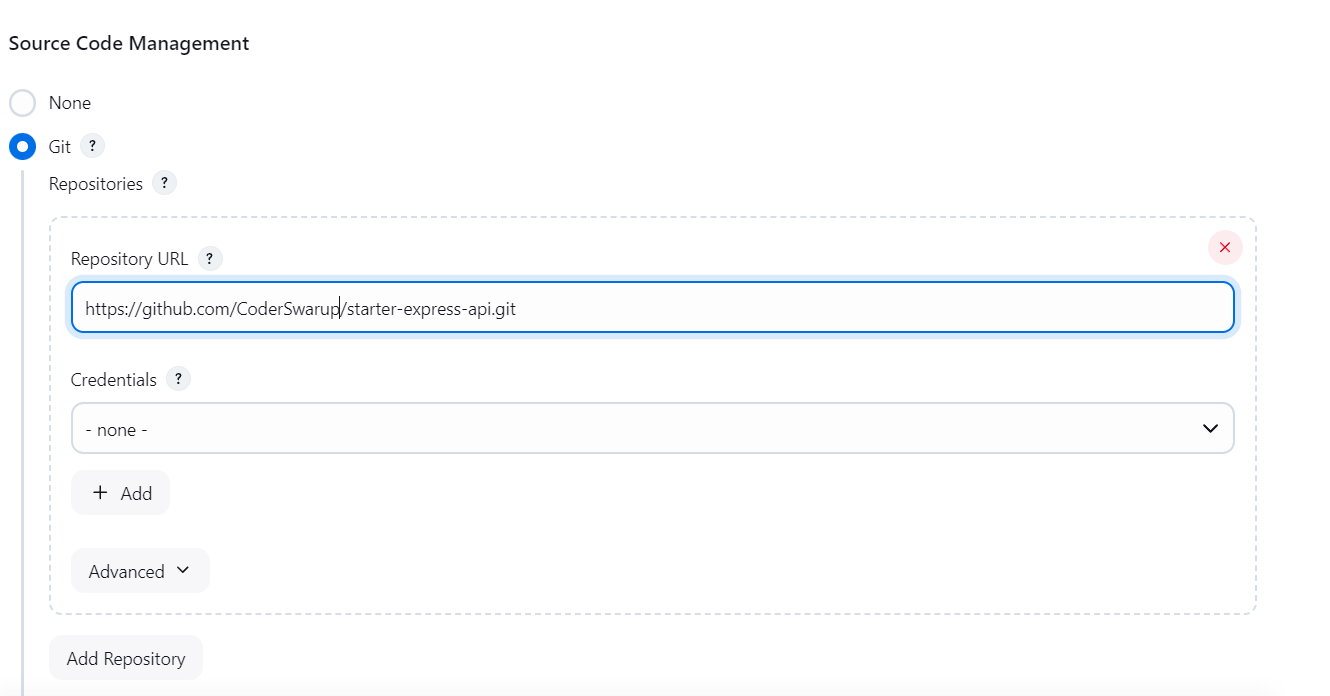 Source Code Management
None
Git ?
Repositories ?
Repository URL ?
https://github.com/CoderSwarup/starter-express-api.git
Credentials ?
- none -
+ Add
Advanced
Add Repository